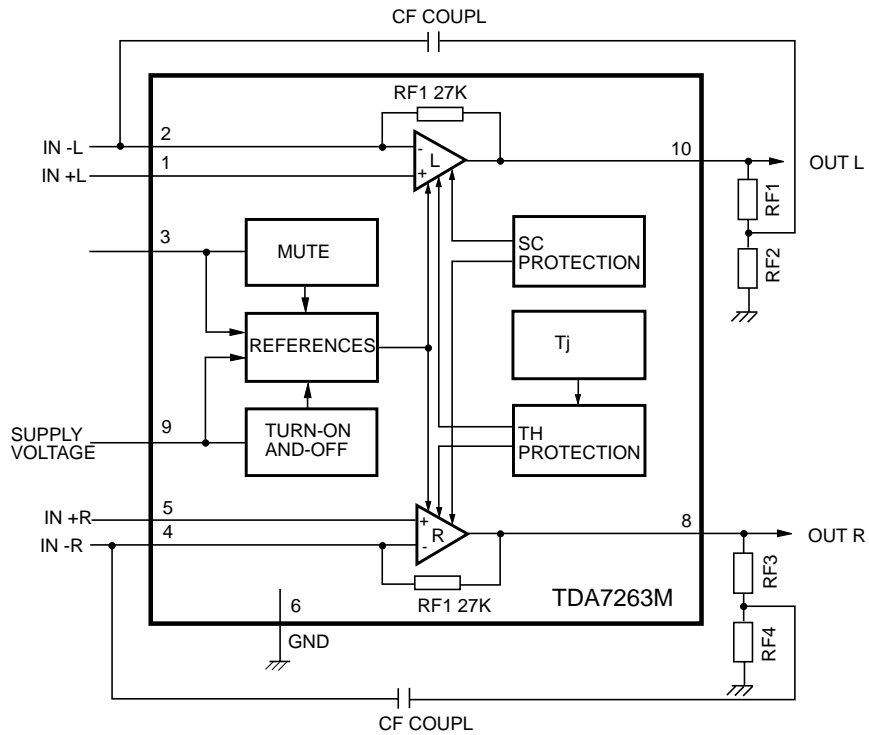 CF COUPL
RF1 27K
IN -L
2
IN +L
1
-
L
+
10
OUT L
RF1
RF2
3
MUTE
SC
PROTECTION
REFERENCES
Tj
SUPPLY
VOLTAGE
9
TURN-ON
AND-OFF
TH
PROTECTION
IN +R
5
IN -R
4
+
R
-
8
OUT R
RF3
RF4
RF1 27K
TDA7263M
6
GND
CF COUPL